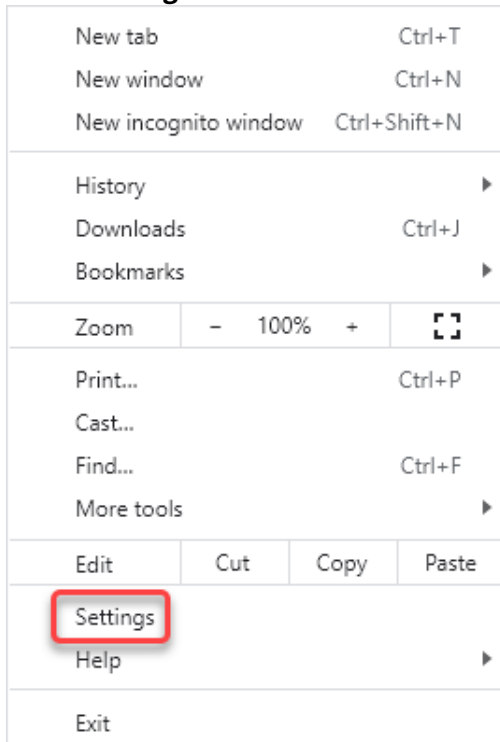 New tab Ctrl+T
New window Ctrl+N
New incognito window Ctrl+Shift+N
History
Downloads Ctrl+J
Bookmarks
Zoom - 100% +
Print... Ctrl+P
Cast...
Find... Ctrl+F
More tools
Edit Cut Copy Paste
Settings
Help
Exit